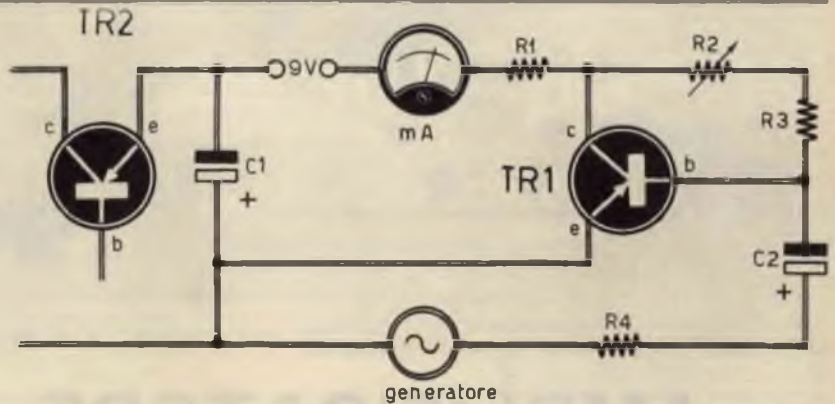 TR2
9V
mA
R1
R2
R3
c
e
b
C1
+
TR1
c
b
e
C2
+
R4
generatore